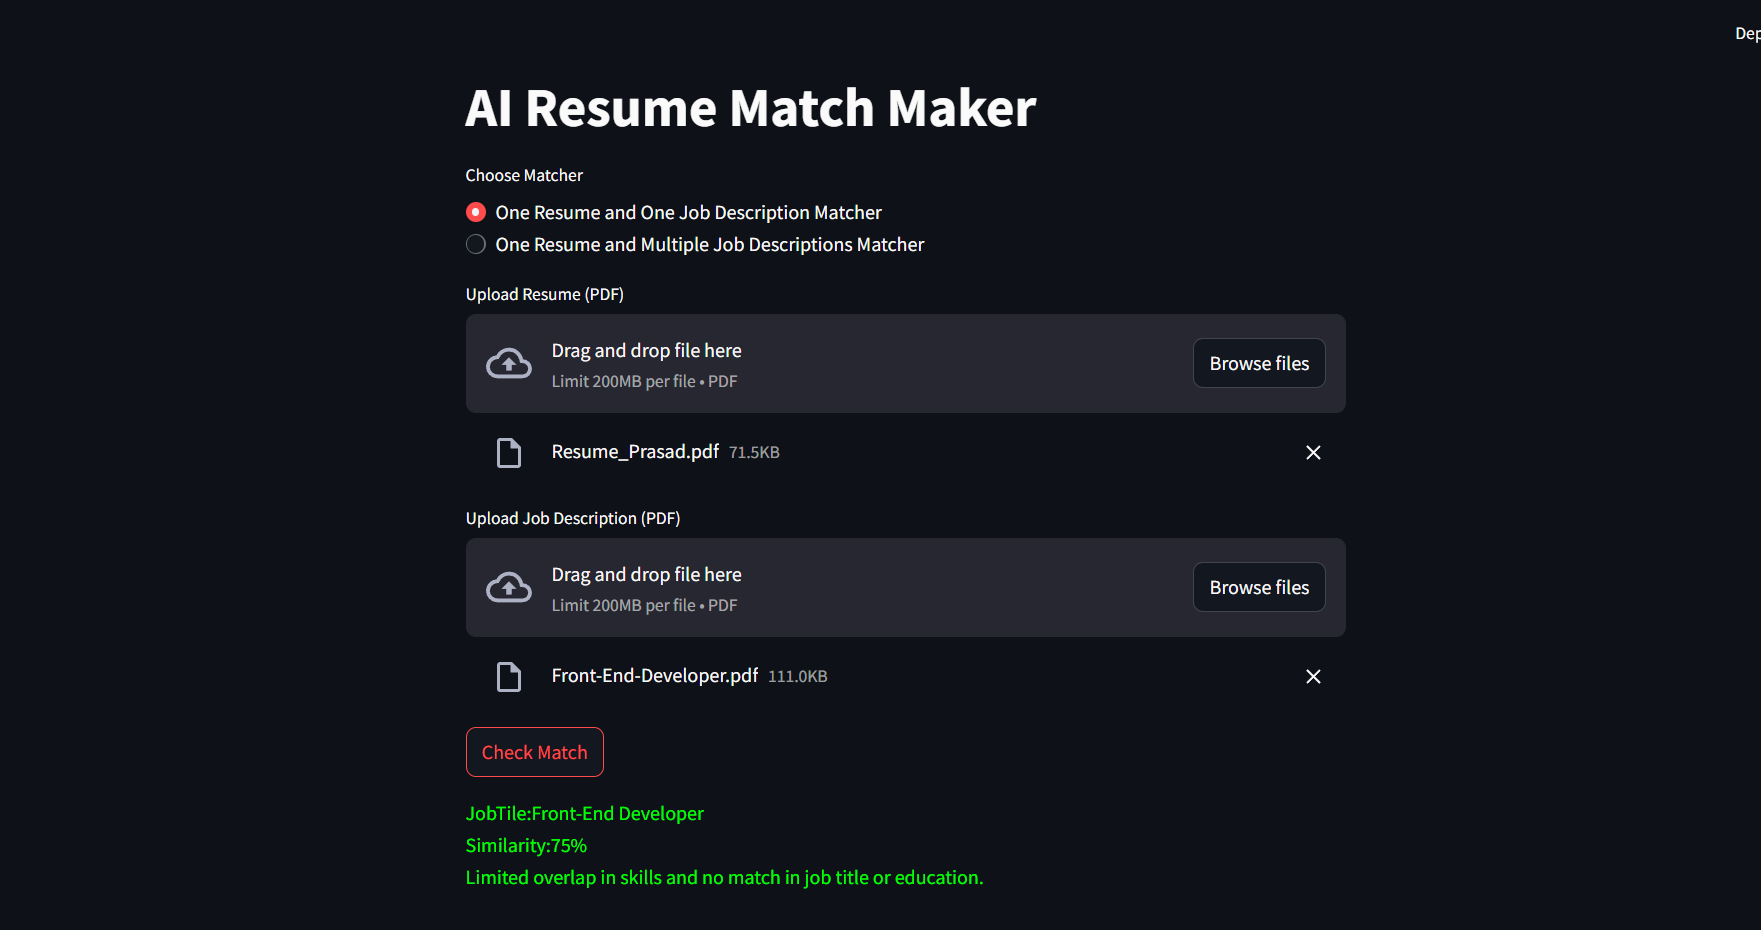 Dep
AI Resume Match Maker
Choose Matcher
One Resume and One Job Description Matcher
One Resume and Multiple Job Descriptions Matcher
Upload Resume (PDF)
Drag and drop file here
Limit 200MB per file • PDF
Browse files
Resume_Prasad.pdf 71.5KB
Upload Job Description (PDF)
Drag and drop file here
Limit 200MB per file • PDF
Browse files
Front-End-Developer.pdf 111.0KB
Check Match
JobTile:Front-End Developer
Similarity:75%
Limited overlap in skills and no match in job title or education.